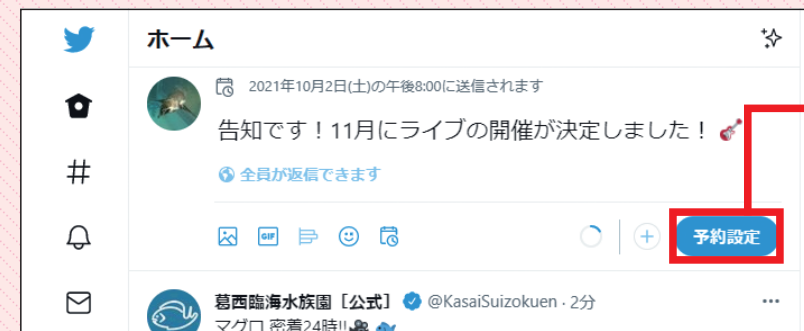 ホーム
2021年10月2日(土)の午後8:00に送信されます
告知です！11月にライブの開催が決定しました！
全員が返信できます
GIF
予約設定
葛西臨海水族園［公式］ @KasaiSuizokuen · 2分
マグロ 密着24時!!